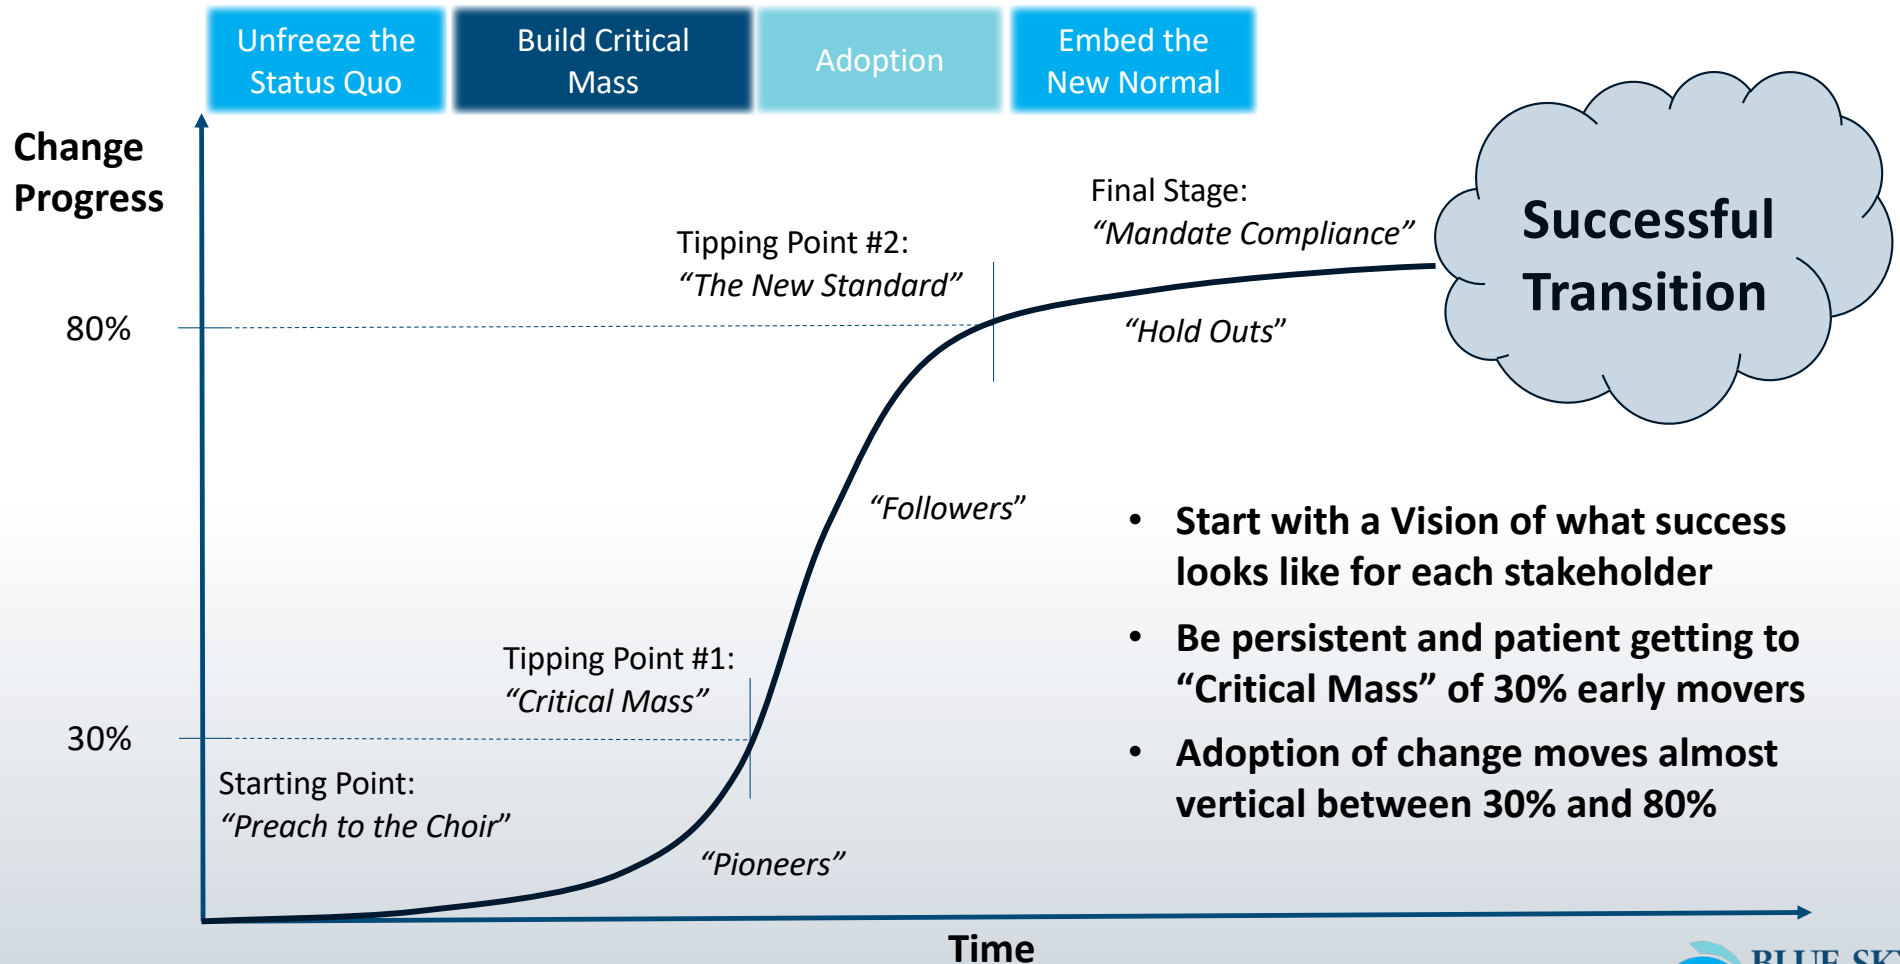 Unfreeze the
Status Quo
Build Critical
Mass
Adoption
Embed the
New Normal
Change
Progress
Final Stage:
“Mandate Compliance”
Successful
Transition
Tipping Point #2:
“The New Standard”
80%
“Hold Outs”
“Followers”
• Start with a Vision of what success
looks like for each stakeholder
• Be persistent and patient getting to
“Critical Mass” of 30% early movers
• Adoption of change moves almost
vertical between 30% and 80%
Tipping Point #1:
“Critical Mass”
30%
Starting Point:
“Preach to the Choir”
“Pioneers”
Time
BLUE